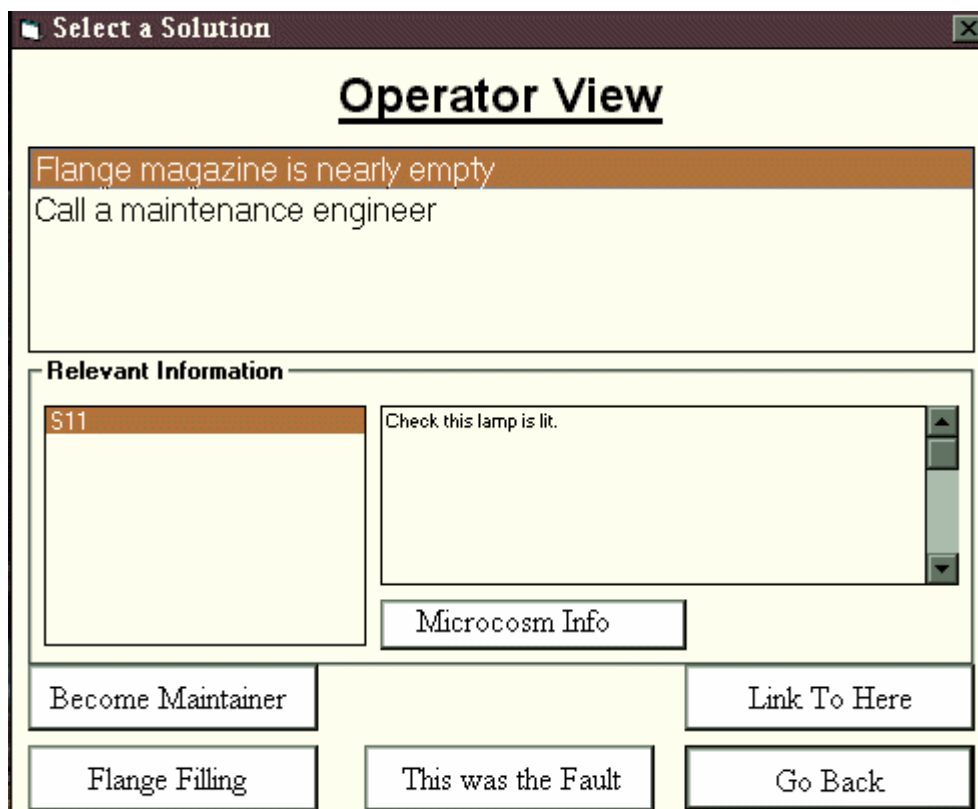 Select a Solution
Operator View
Flange magazine is nearly empty
Call a maintenance engineer
Relevant Information
S11
Check this lamp is lit.
Microcosm Info
Become Maintainer
Link To Here
Flange Filling
This was the Fault
Go Back